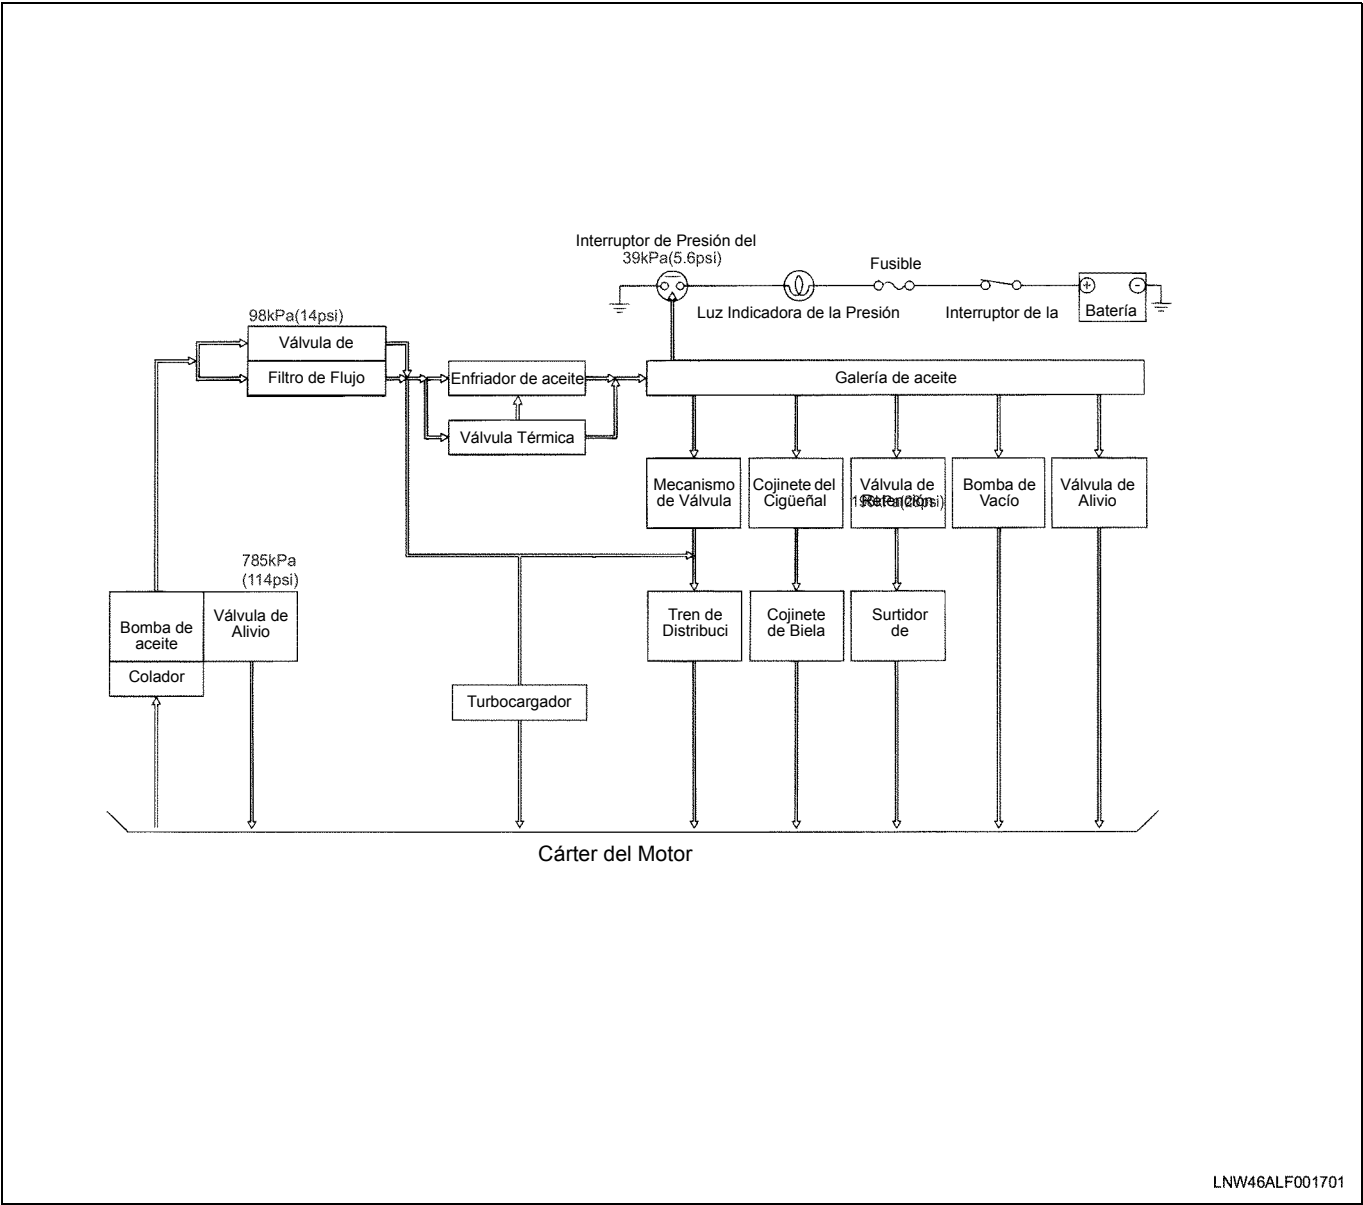 Interruptor de Presión del
39kPa(5.6psi)
Fusible
Luz Indicadora de la Presión
Interruptor de la
Batería
98kPa(14psi)
Válvula de
Filtro de Flujo
Enfriador de aceite
Galería de aceite
Válvula Térmica
Mecanismo
de Válvula
Cojinete del
Cigüeñal
Válvula de
Retención
Bomba de
Vacío
Válvula de
Alivio
785kPa
(114psi)
Bomba de
aceite
Válvula de
Alivio
Colador
Tren de
Distribuci
Cojinete
de Biela
Surtidor
de
Turbocargador
Cárter del Motor
LNW46ALF001701